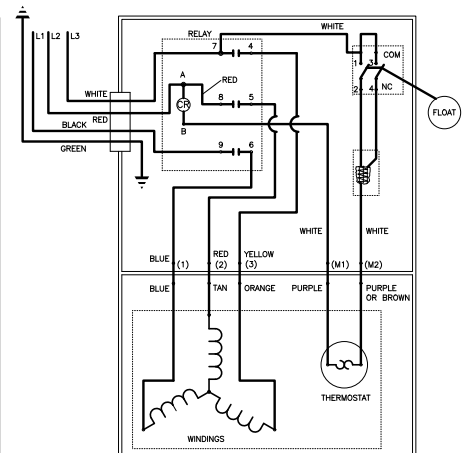 WHITE
RELAY
7 4
L1 L2 L3
1 3 COM
A
RED
WHITE
2 4 NC
CR
8 5
RED
FLOAT
B
BLACK
9 6
GREEN
WHITE WHITE
RED YELLOW
BLUE (1) (2) (3) (M1) (M2)
BLUE TAN ORANGE PURPLE PURPLE
OR BROWN
THERMOSTAT
WINDINGS